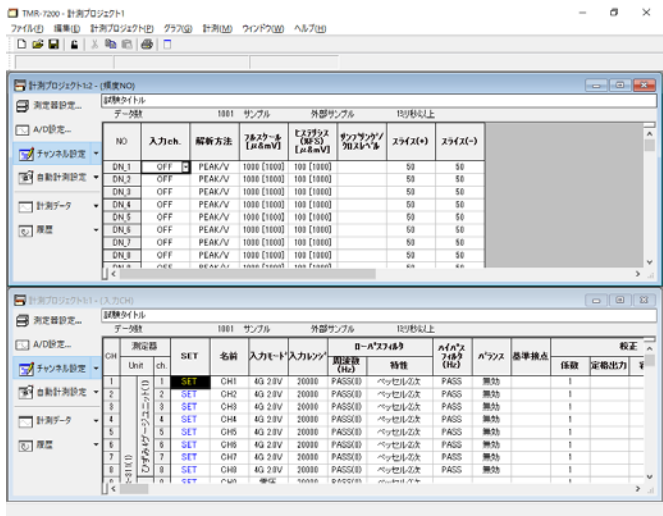 TMR-7200 - 計測プロジェクト1
ファイル(F) 編集(E) 計測プロジェクト(P) グラフ(G) 計測(M) ウィンドウ(W) ヘルプ(H)
計測プロジェクト1:2 - (頻度NO)
測定器設定...
A/D設定...
チャンネル設定
自動計測設定
計測データ
履歴
試験タイトル
データ数 1001 サンプル 外部サンプル 1ミリ秒以上
NO 入力ch. 解析方法 フルスケール [μ&mV] ヒステリシス (%FS) [μ&mV] サンプリング/ クロスレベル スライス(+) スライス(-)
DN_1 OFF PEAK/V 1000 [1000] 100 [1000] 50 50
DN_2 OFF PEAK/V 1000 [1000] 100 [1000] 50 50
DN_3 OFF PEAK/V 1000 [1000] 100 [1000] 50 50
DN_4 OFF PEAK/V 1000 [1000] 100 [1000] 50 50
DN_5 OFF PEAK/V 1000 [1000] 100 [1000] 50 50
DN_6 OFF PEAK/V 1000 [1000] 100 [1000] 50 50
DN_7 OFF PEAK/V 1000 [1000] 100 [1000] 50 50
DN_8 OFF PEAK/V 1000 [1000] 100 [1000] 50 50
計測プロジェクト1:1 - (入力CH)
測定器設定...
A/D設定...
チャンネル設定
自動計測設定
計測データ
履歴
試験タイトル
データ数 1001 サンプル 外部サンプル 1ミリ秒以上
CH 測定器 Unit ch. SET 名前 入力モード 入力レンジ ローパスフィルタ 周波数 (Hz) 特性 ハイパス フィルタ (Hz) バランス 基準接点 校正 係数 定格出力
ひずみ4ゲージユニット(1)
-311(1)
1 1 SET CH1 4G 2.0V 20000 PASS(0) ベッセル2次 PASS 無効 1
2 2 SET CH2 4G 2.0V 20000 PASS(0) ベッセル2次 PASS 無効 1
3 3 SET CH3 4G 2.0V 20000 PASS(0) ベッセル2次 PASS 無効 1
4 4 SET CH4 4G 2.0V 20000 PASS(0) ベッセル2次 PASS 無効 1
5 5 SET CH5 4G 2.0V 20000 PASS(0) ベッセル2次 PASS 無効 1
6 6 SET CH6 4G 2.0V 20000 PASS(0) ベッセル2次 PASS 無効 1
7 7 SET CH7 4G 2.0V 20000 PASS(0) ベッセル2次 PASS 無効 1
8 8 SET CH8 4G 2.0V 20000 PASS(0) ベッセル2次 PASS 無効 1